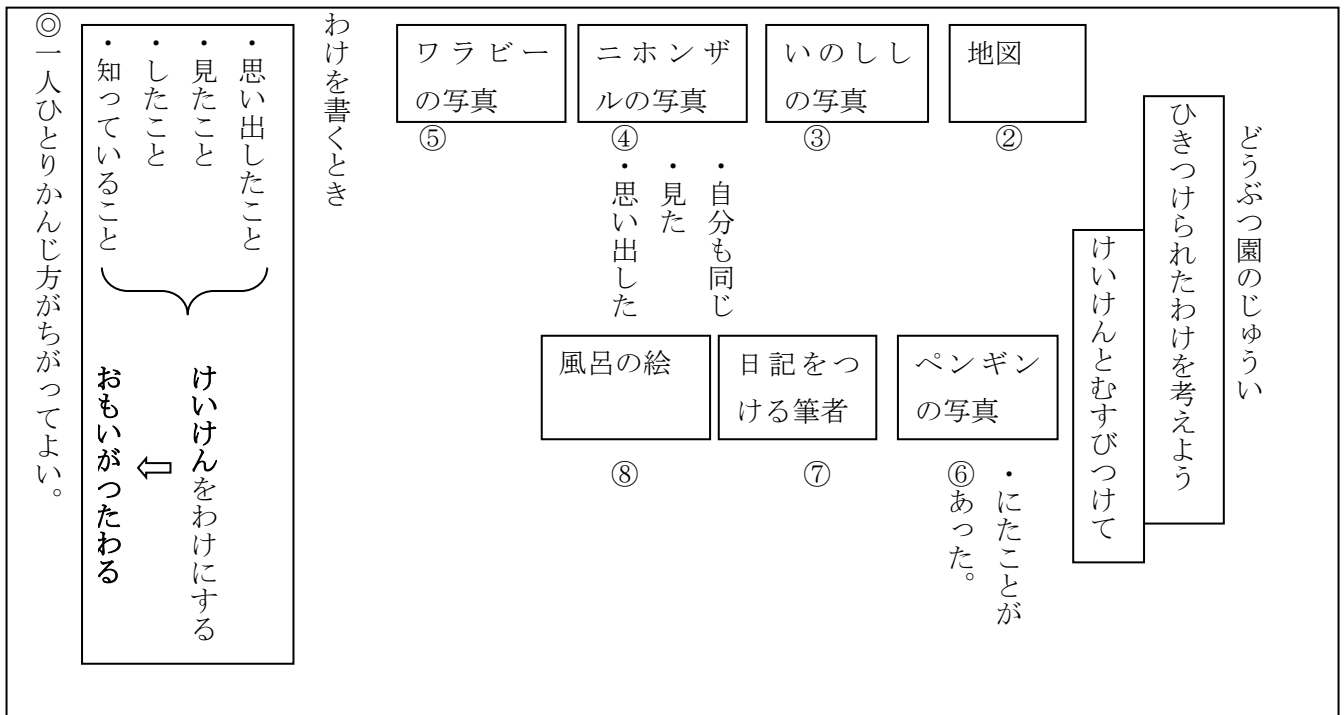 どうぶつ園のじゅうい
ひきつけられたわけを考えよう
けいけんとむすびつけて
地図
②
いのしし
の写真
③
ニホンザ
ルの写真
④
・自分も同じ
・見た
・思い出した
ワラビー
の写真
⑤
ペンギン
の写真
⑥
・にたことが
あった。
日記をつ
ける筆者
⑦
風呂の絵
⑧
わけを書くとき
・思い出したこと
・見たこと
・したこと
・知っていること
けいけんをわけにする
⇦
おもいがつたわる
◎一人ひとりかんじ方がちがってよい。